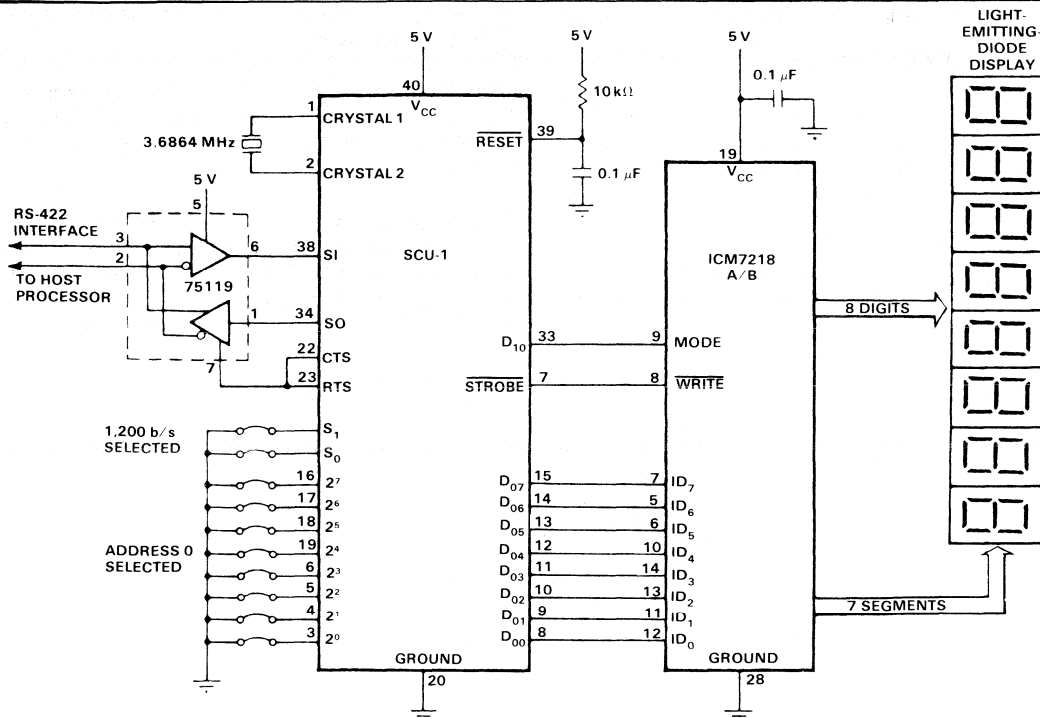 LIGHT-
EMITTING-
DIODE
DISPLAY
5 V
5 V
5 V
40
V_CC
10 kΩ
0.1 μF
1
CRYSTAL 1
3.6864 MHz
2
CRYSTAL 2
39
RESET
0.1 μF
19
V_CC
5 V
5
RS-422
INTERFACE
3
2
TO HOST
PROCESSOR
75119
6
38
SI
SCU-1
ICM7218
A/B
8 DIGITS
1
34
SO
7
22
CTS
23
RTS
D10
33
9
MODE
STROBE
7
8
WRITE
1,200 b/s
SELECTED
S1
S0
ADDRESS 0
SELECTED
16 2⁷
17 2⁶
18 2⁵
19 2⁴
6 2³
5 2²
4 2¹
3 2⁰
D07 15 7 ID7
D06 14 5 ID6
D05 13 6 ID5
D04 12 10 ID4
D03 11 14 ID3
D02 10 13 ID2
D01 9 11 ID1
D00 8 12 ID0
7 SEGMENTS
GROUND
20
GROUND
28